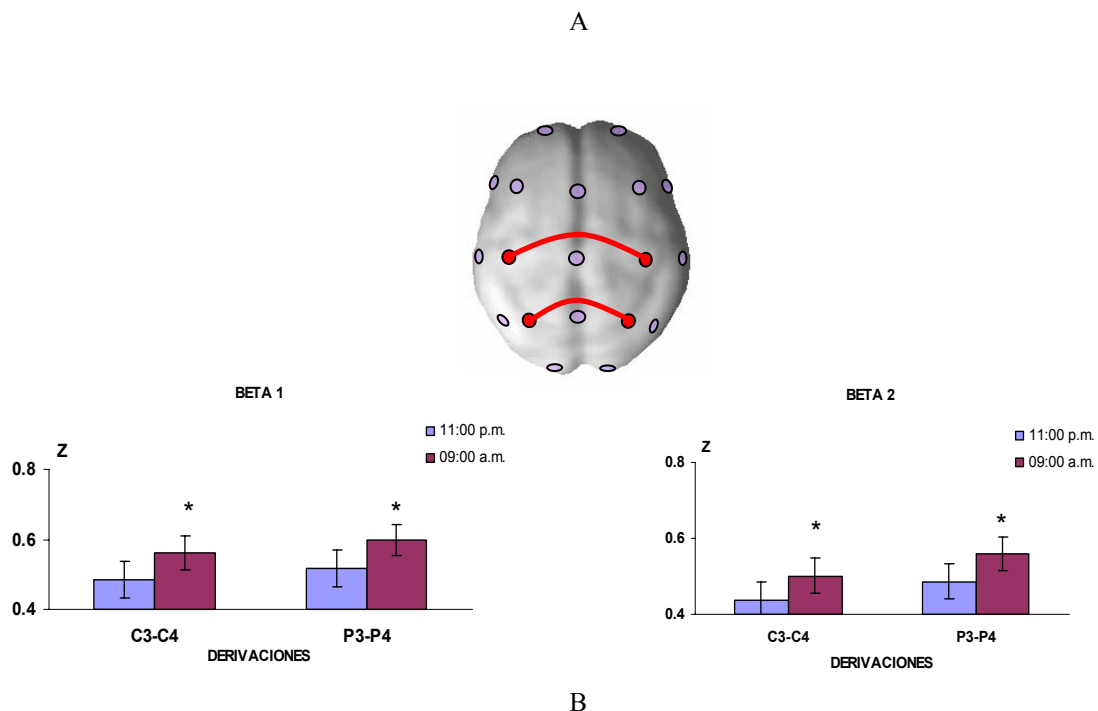 A
BETA 1
11:00 p.m.
09:00 a.m.
Z
0.8
0.6
0.4
* *
C3-C4 P3-P4
DERIVACIONES
BETA 2
11:00 p.m.
09:00 a.m.
Z
0.8
0.6
0.4
* *
C3-C4 P3-P4
DERIVACIONES
B